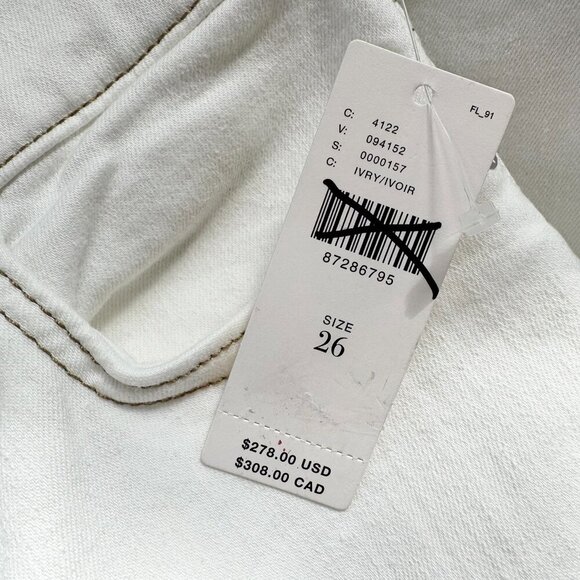 FL_91
C: 4122
V: 094152
S: 0000157
C: IVRY/IVOIR
87286795
SIZE
26
$278.00 USD
$308.00 CAD